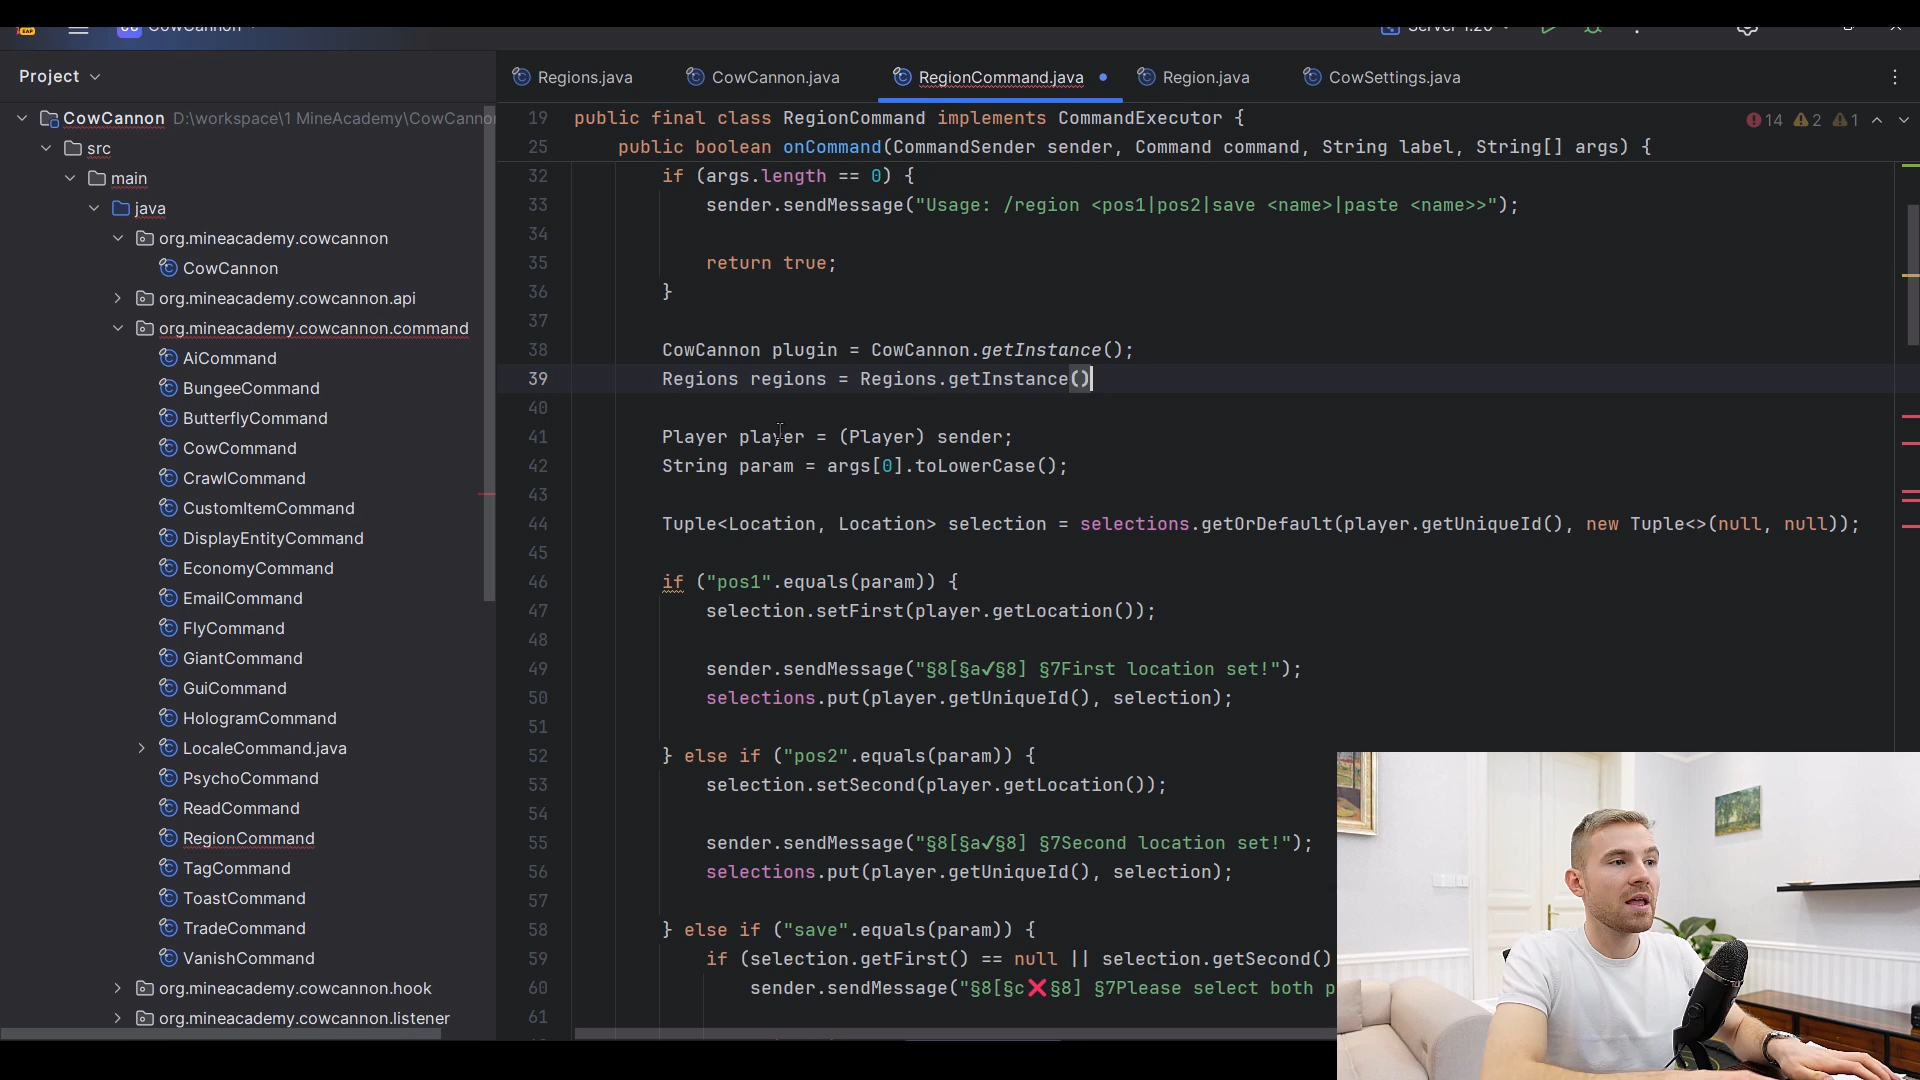 CowCannon
Server 1.20
Project
Regions.java
CowCannon.java
RegionCommand.java
Region.java
CowSettings.java
CowCannon D:\workspace\1 MineAcademy\CowCannon
src
main
java
org.mineacademy.cowcannon
CowCannon
org.mineacademy.cowcannon.api
org.mineacademy.cowcannon.command
AiCommand
BungeeCommand
ButterflyCommand
CowCommand
CrawlCommand
CustomItemCommand
DisplayEntityCommand
EconomyCommand
EmailCommand
FlyCommand
GiantCommand
GuiCommand
HologramCommand
LocaleCommand.java
PsychoCommand
ReadCommand
RegionCommand
TagCommand
ToastCommand
TradeCommand
VanishCommand
org.mineacademy.cowcannon.hook
org.mineacademy.cowcannon.listener
14 2 1
19 public final class RegionCommand implements CommandExecutor {
25 public boolean onCommand(CommandSender sender, Command command, String label, String[] args) {
32 if (args.length == 0) {
33 sender.sendMessage("Usage: /region <pos1|pos2|save <name>|paste <name>>");
34
35 return true;
36 }
37
38 CowCannon plugin = CowCannon.getInstance();
39 Regions regions = Regions.getInstance()
40
41 Player player = (Player) sender;
42 String param = args[0].toLowerCase();
43
44 Tuple<Location, Location> selection = selections.getOrDefault(player.getUniqueId(), new Tuple<>(null, null));
45
46 if ("pos1".equals(param)) {
47 selection.setFirst(player.getLocation());
48
49 sender.sendMessage("§8[§a✔§8] §7First location set!");
50 selections.put(player.getUniqueId(), selection);
51
52 } else if ("pos2".equals(param)) {
53 selection.setSecond(player.getLocation());
54
55 sender.sendMessage("§8[§a✔§8] §7Second location set!");
56 selections.put(player.getUniqueId(), selection);
57
58 } else if ("save".equals(param)) {
59 if (selection.getFirst() == null || selection.getSecond()
60 sender.sendMessage("§8[§c❌§8] §7Please select both p
61